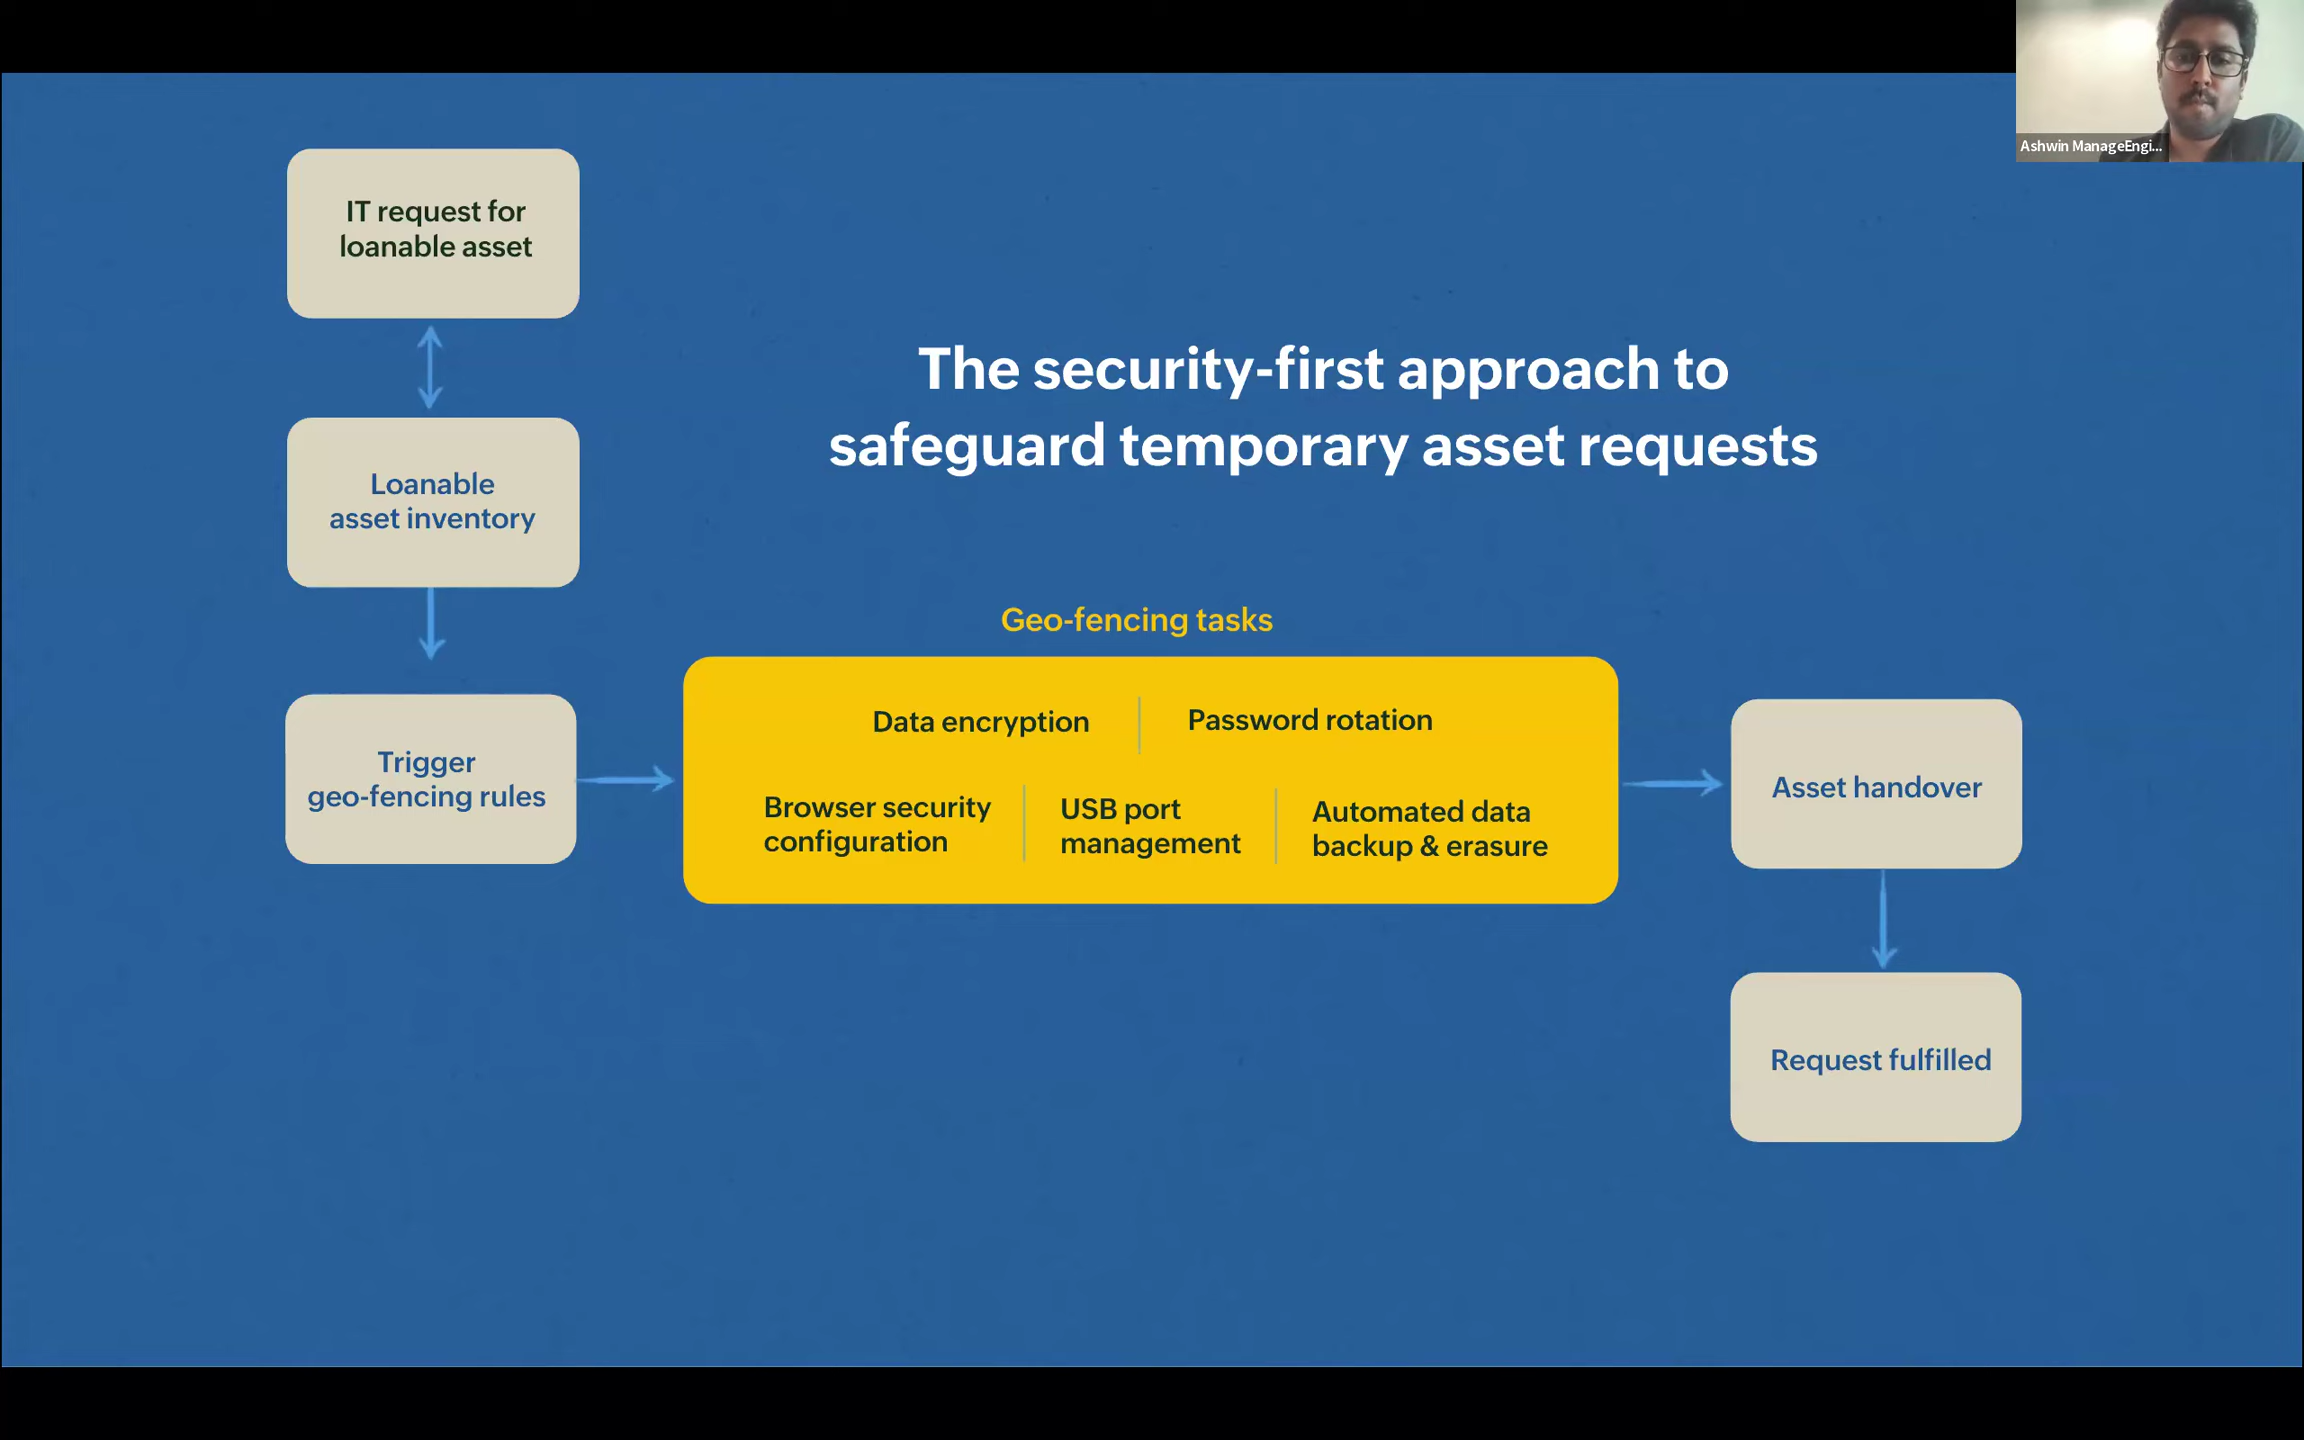 Ashwin ManageEngi...
IT request for
loanable asset
The security-first approach to
safeguard temporary asset requests
Loanable
asset inventory
Geo-fencing tasks
Trigger
geo-fencing rules
Data encryption
Password rotation
Browser security
configuration
USB port
management
Automated data
backup & erasure
Asset handover
Request fulfilled